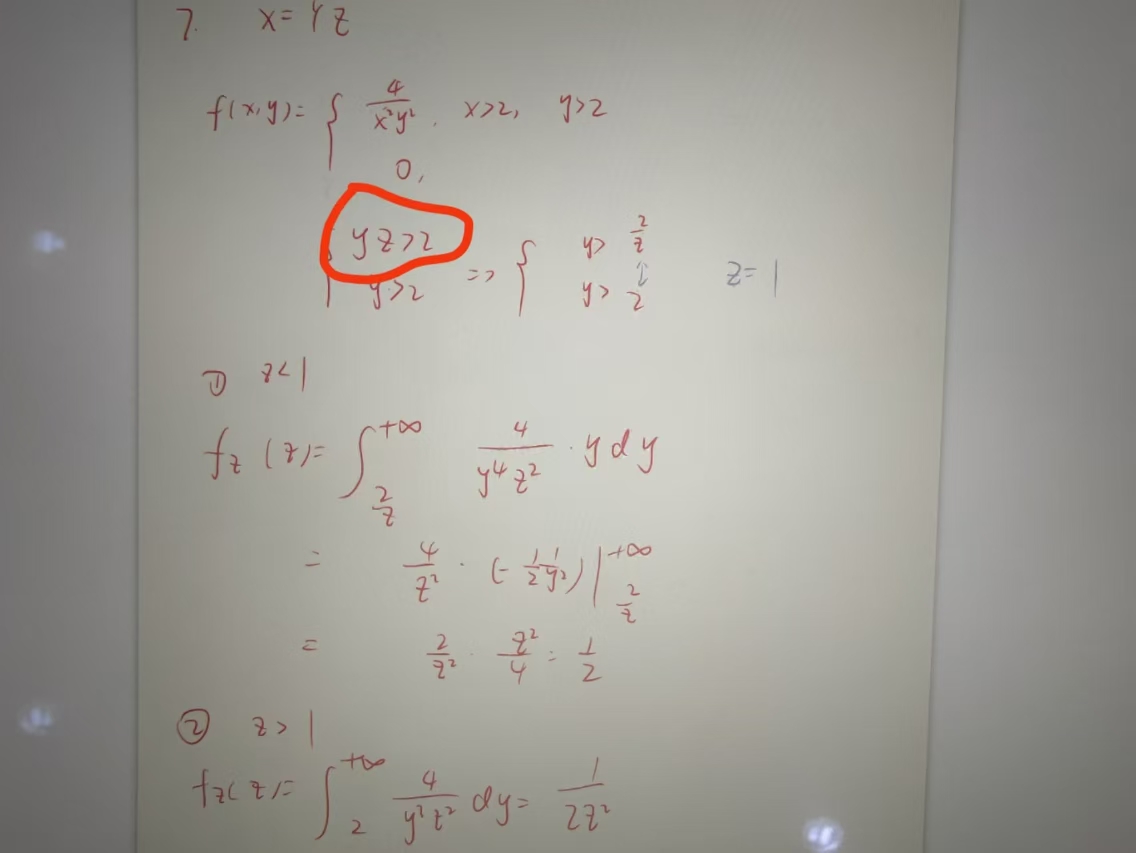 7. x = Yz
f(x,y) = { 4/(x²y²), x>2, y>2
0,
{ yz>2
y>2 => { y> 2/z
y> 2 z=1
① z<1
f_z(z) = ∫_{2/z}^{+∞} 4/(y⁴z²) · y dy
= 4/z² · (-1/2 1/y²) |_{2/z}^{+∞}
= 2/z² · z²/4 = 1/2
② z>1
f_z(z) = ∫_2^{+∞} 4/(y³z²) dy = 1/(2z²)